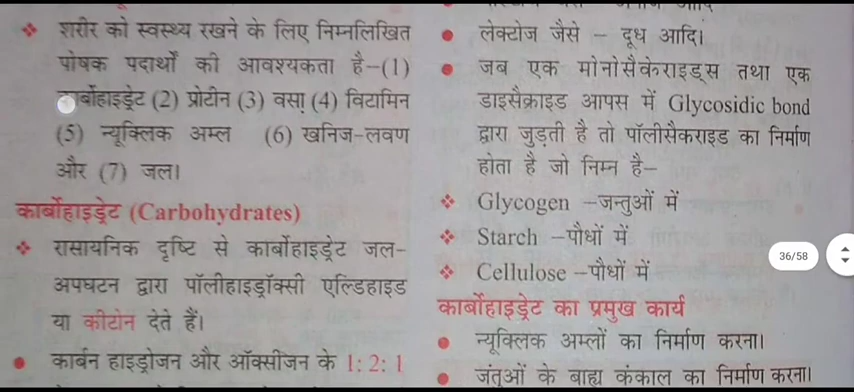 ❖ शरीर को स्वस्थ्य रखने के लिए निम्नलिखित
पोषक पदार्थों की आवश्यकता है–(1)
कार्बोहाइड्रेट (2) प्रोटीन (3) वसा (4) विटामिन
(5) न्यूक्लिक अम्ल (6) खनिज-लवण
और (7) जल।
कार्बोहाइड्रेट (Carbohydrates)
❖ रासायनिक दृष्टि से कार्बोहाइड्रेट जल-
अपघटन द्वारा पॉलीहाइड्रॉक्सी एल्डिहाइड
या कीटोन देते हैं।
● कार्बन हाइड्रोजन और ऑक्सीजन के 1: 2: 1
● लेक्टोज जैसे – दूध आदि।
● जब एक मोनोसैकेराइड्स तथा एक
डाइसैक्राइड आपस में Glycosidic bond
द्वारा जुड़ती है तो पॉलीसैकराइड का निर्माण
होता है जो निम्न है–
❖ Glycogen –जन्तुओं में
❖ Starch –पौधों में
❖ Cellulose –पौधों में
कार्बोहाइड्रेट का प्रमुख कार्य
● न्यूक्लिक अम्लों का निर्माण करना।
● जंतुओं के बाह्य कंकाल का निर्माण करना।
36/58